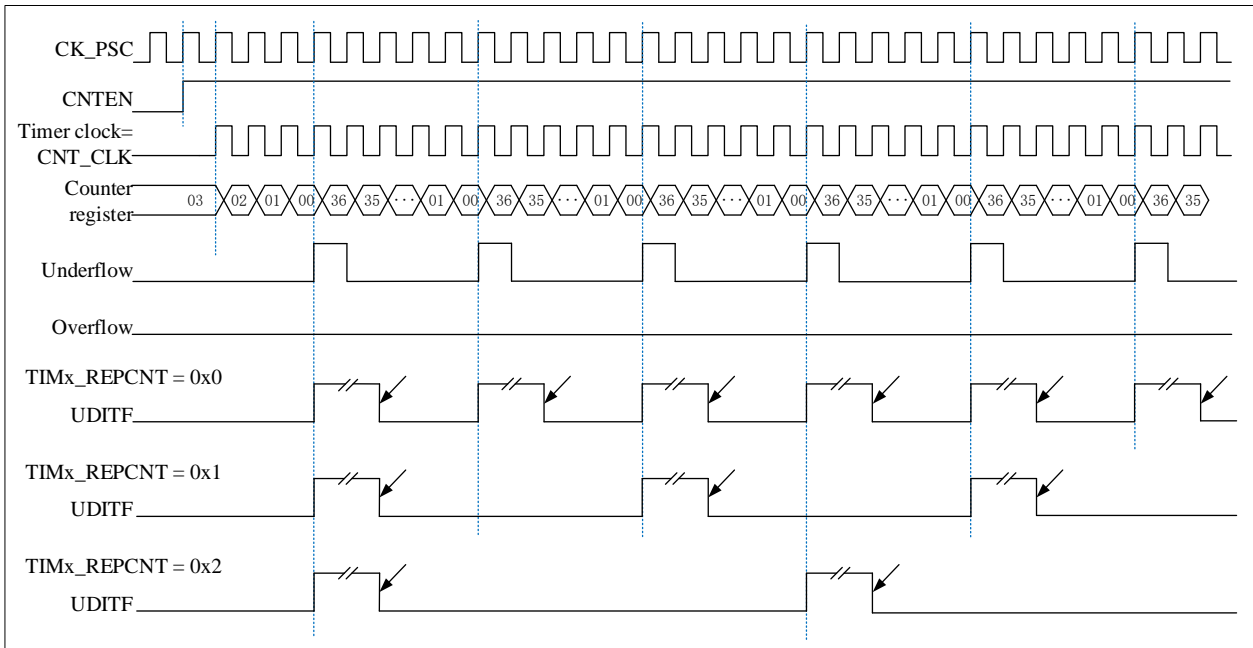 CK_PSC
CNTEN
Timer clock=
CNT_CLK
Counter
register
03 02 01 00 36 35 ··· 01 00 36 35 ··· 01 00 36 35 ··· 01 00 36 35 ··· 01 00 36 35 ··· 01 00 36 35
Underflow
Overflow
TIMx_REPCNT = 0x0
UDITF
TIMx_REPCNT = 0x1
UDITF
TIMx_REPCNT = 0x2
UDITF